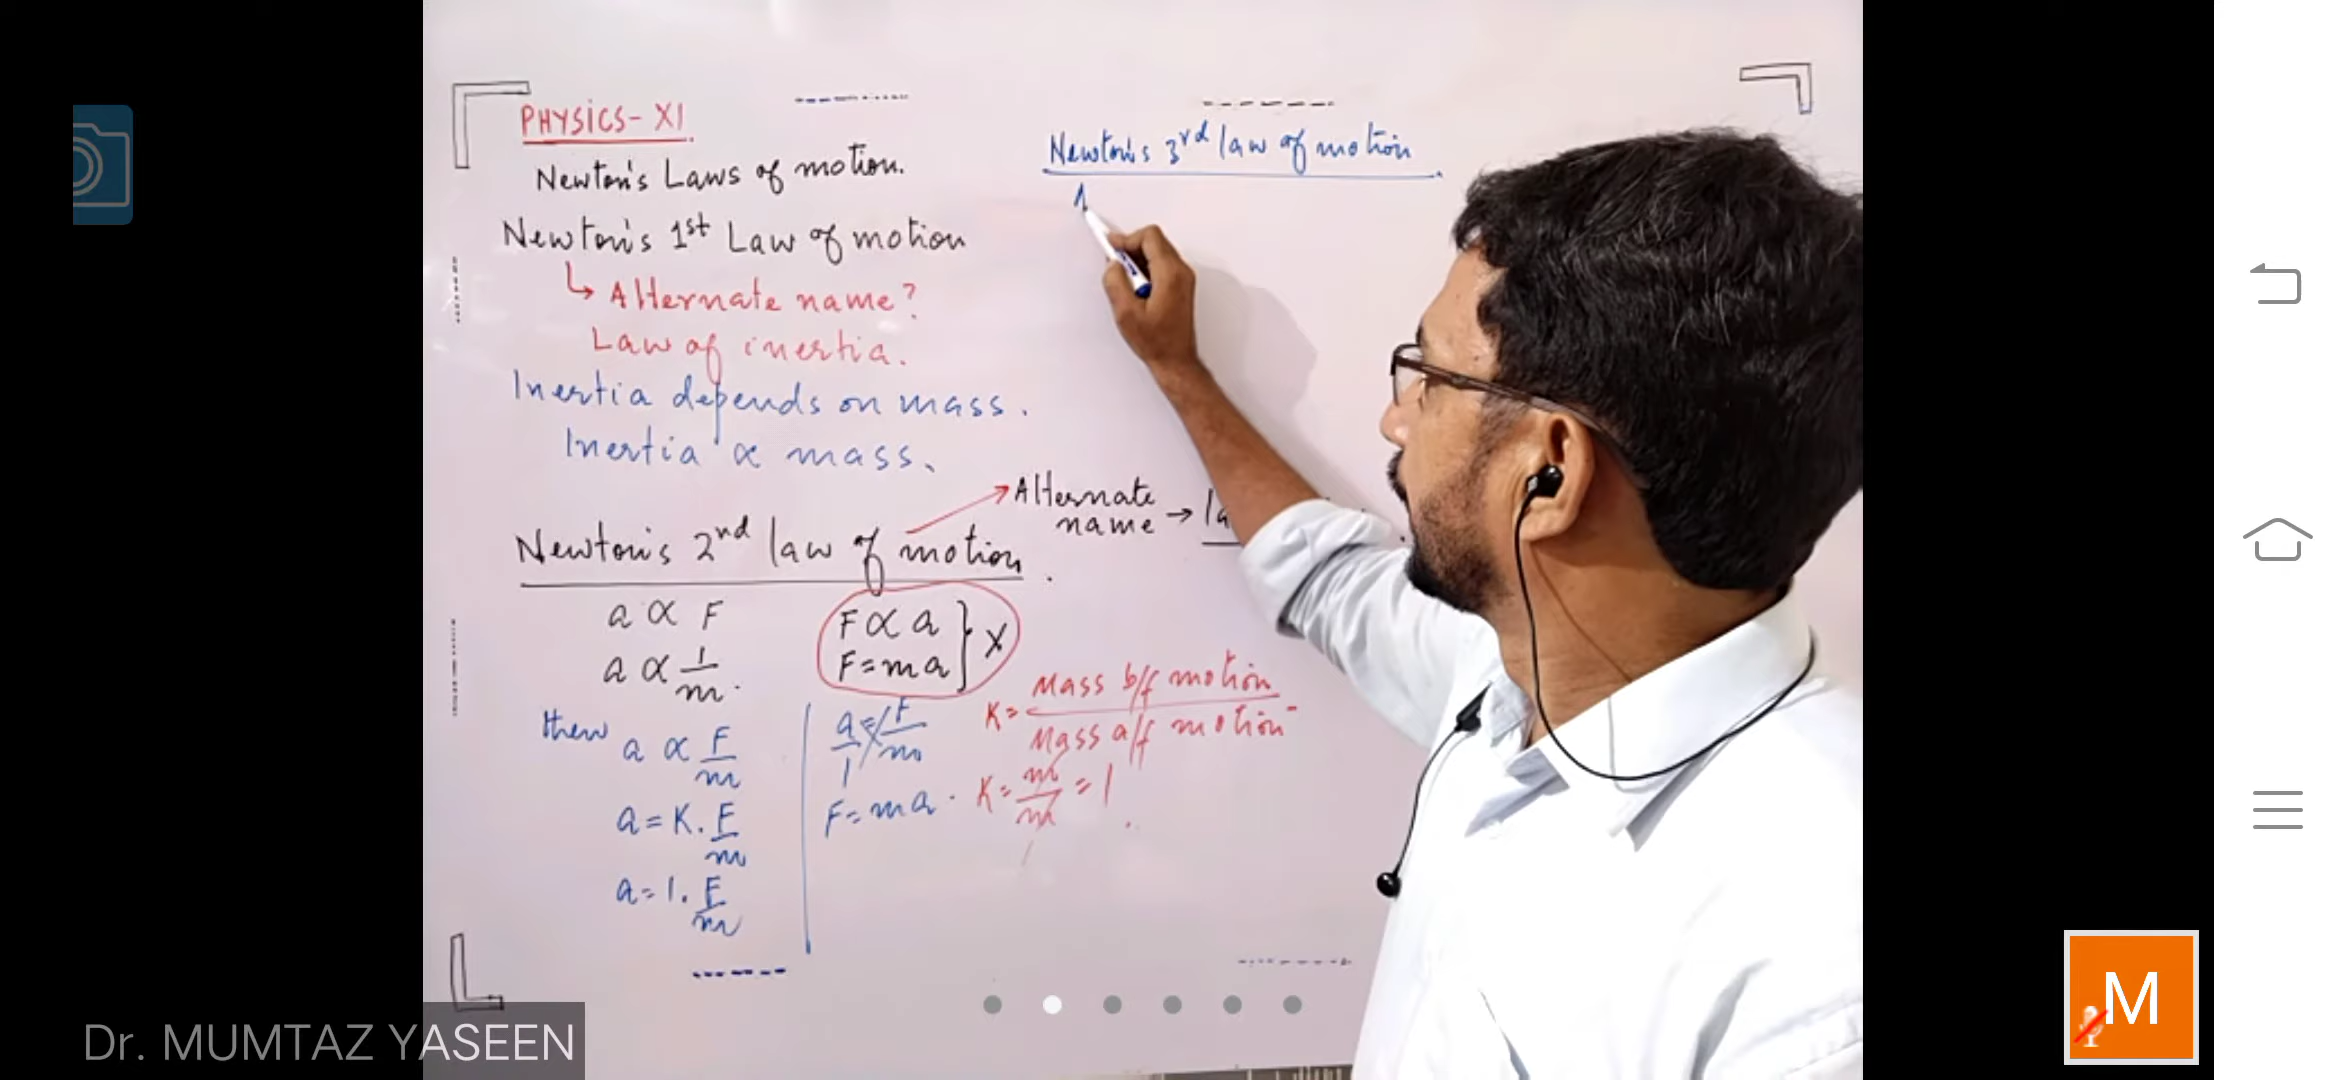 PHYSICS- XI
Newton's Laws of motion.
Newton's 1st Law of motion
↳ Alternate name?
Law of inertia.
Inertia depends on mass.
Inertia ∝ mass.
Newton's 2nd law of motion.
Alternate
name →
a ∝ F
a ∝ 1/m.
then a ∝ F/m
a = K. F/m
a = 1. F/m
F ∝ a
F = ma } X
a/1 = F/m
F = ma.
K = Mass b/f motion / Mass a/f motion
K = m/m = 1
Newton's 3rd law of motion
Dr. MUMTAZ YASEEN
M